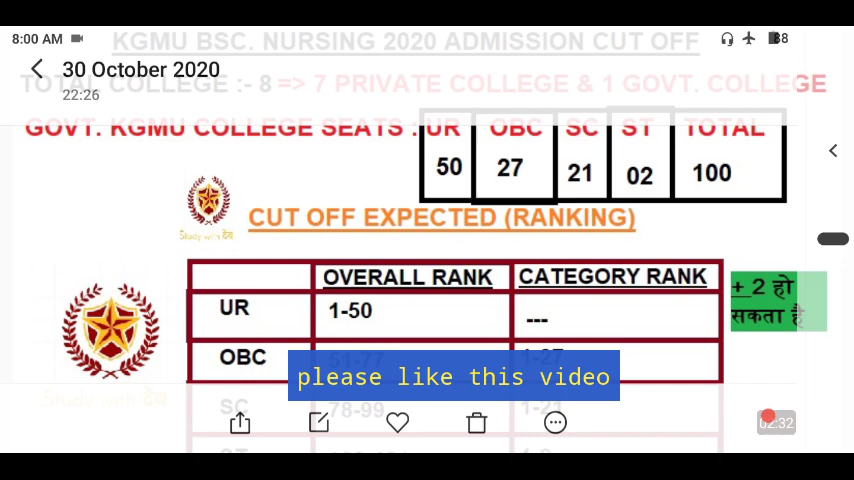 8:00 AM
88
KGMU BSC. NURSING 2020 ADMISSION CUT OFF
30 October 2020
TOTAL COLLEGE :- 8 => 7 PRIVATE COLLEGE & 1 GOVT. COLLEGE
22:26
GOVT. KGMU COLLEGE SEATS : UR OBC SC ST TOTAL
50 27 21 02 100
Study with देव
CUT OFF EXPECTED (RANKING)
OVERALL RANK CATEGORY RANK
+ 2 हो
सकता है
UR 1-50 ---
OBC 51-77 1-27
please like this video
Study with देव
SC 78-99 1-21
02:32